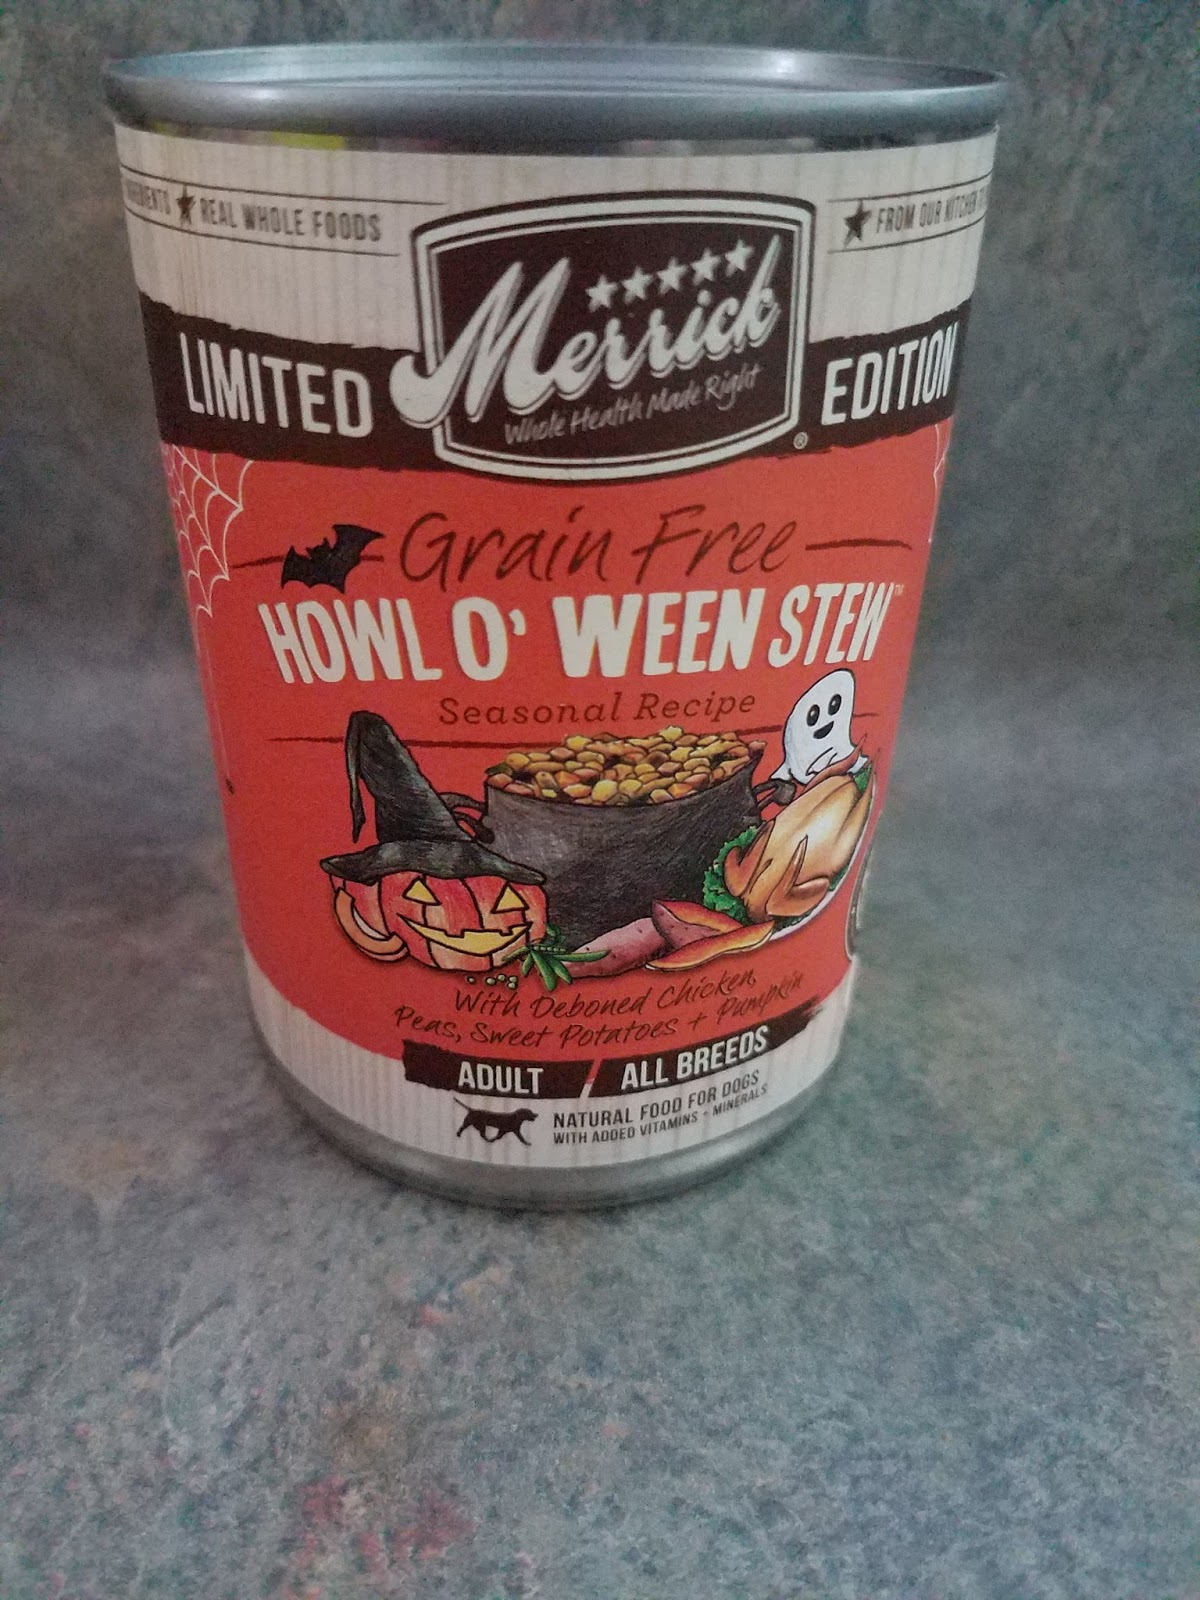 REAL WHOLE FOODS
FROM OUR KITCHEN
Merrick
Whole Health Made Right
®
LIMITED EDITION
Grain Free
HOWL O' WEEN STEW™
Seasonal Recipe
With Deboned Chicken,
Peas, Sweet Potatoes + Pumpkin
ADULT / ALL BREEDS
NATURAL FOOD FOR DOGS
WITH ADDED VITAMINS + MINERALS